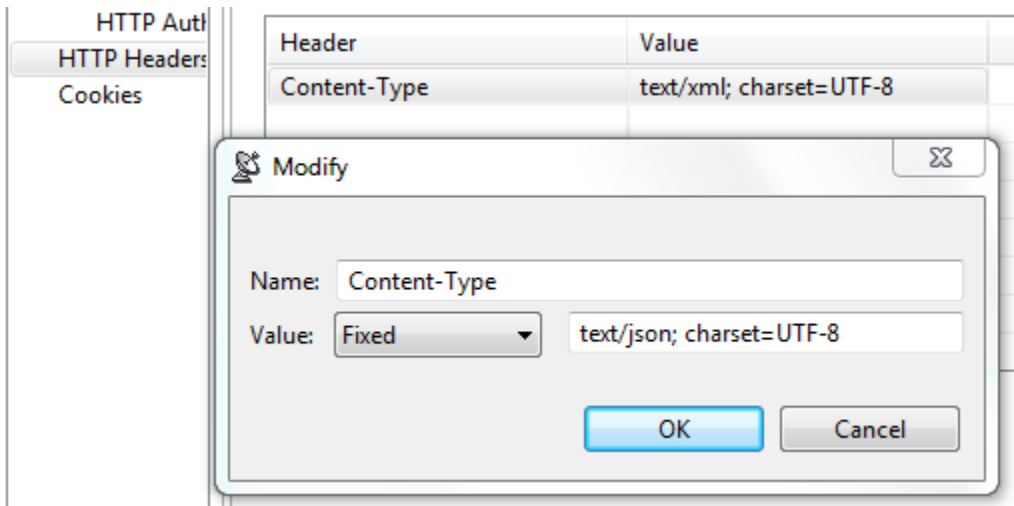 HTTP Auth
HTTP Headers
Cookies
Header Value
Content-Type text/xml; charset=UTF-8
Modify
Name: Content-Type
Value: Fixed text/json; charset=UTF-8
OK Cancel